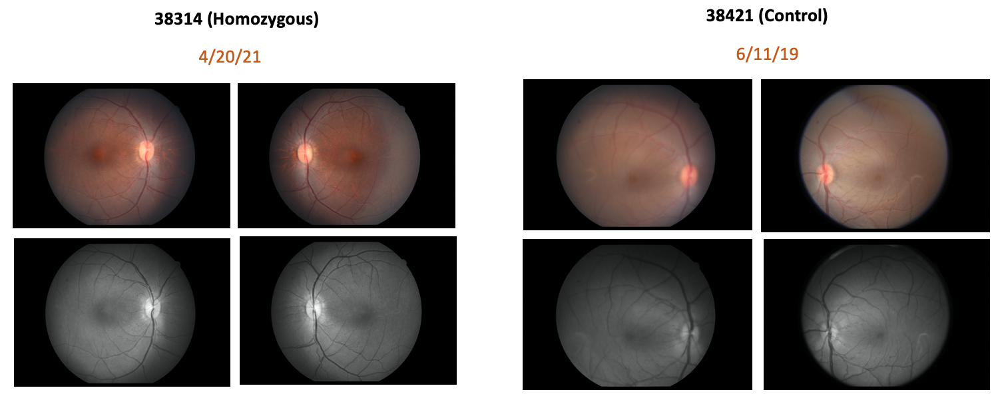 38314 (Homozygous)
4/20/21
38421 (Control)
6/11/19